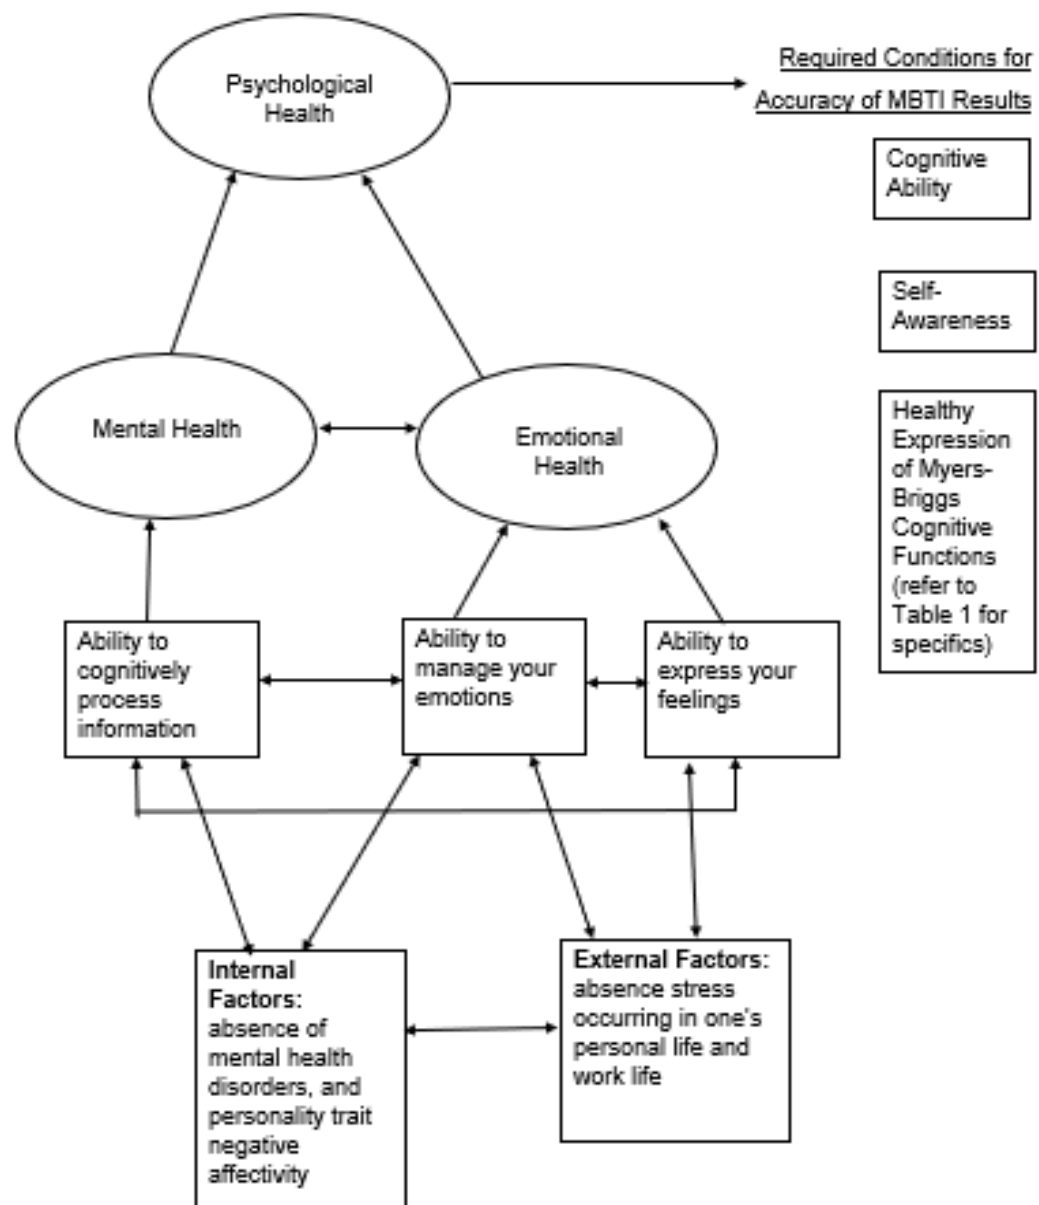 Psychological
Health
Required Conditions for
Accuracy of MBTI Results
Cognitive
Ability
Self-
Awareness
Mental Health
Emotional
Health
Healthy
Expression
of Myers-
Briggs
Cognitive
Functions
(refer to
Table 1 for
specifics)
Ability to
cognitively
process
information
Ability to
manage your
emotions
Ability to
express your
feelings
Internal
Factors:
absence of
mental health
disorders, and
personality trait
negative
affectivity
External Factors:
absence stress
occurring in one's
personal life and
work life